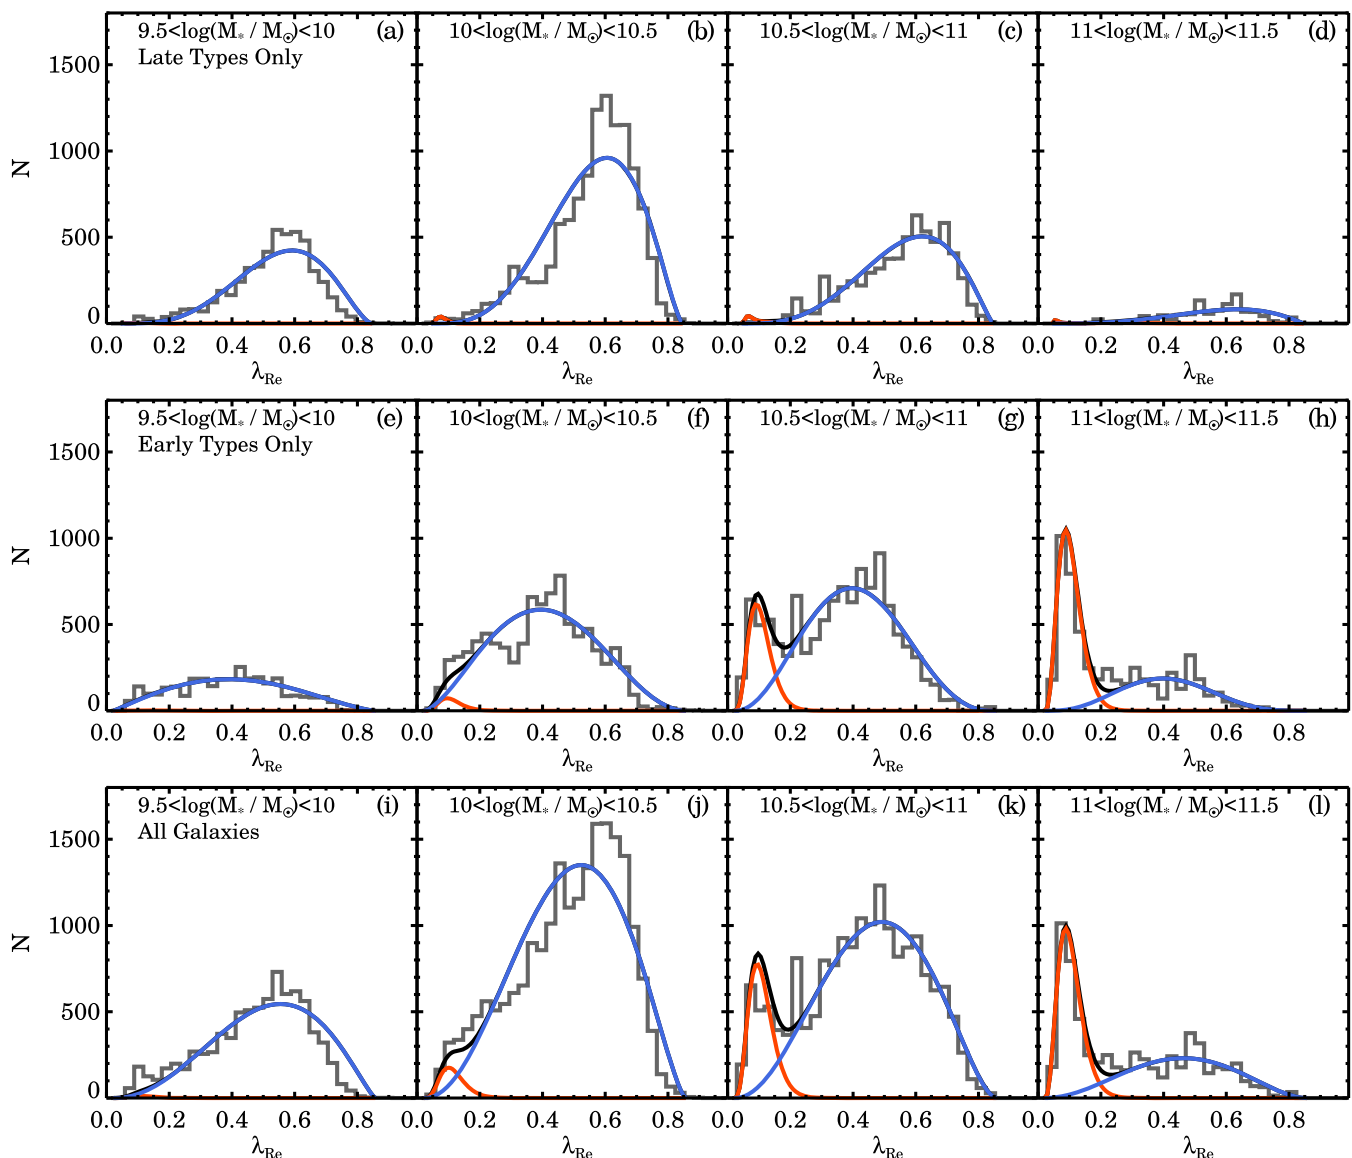 9.5<log(M* / M⊙)<10 (a) 10<log(M* / M⊙)<10.5 (b) 10.5<log(M* / M⊙)<11 (c) 11<log(M* / M⊙)<11.5 (d)
Late Types Only
1500
1000
500
0
N
0.0 0.2 0.4 0.6 0.8 0.0 0.2 0.4 0.6 0.8 0.0 0.2 0.4 0.6 0.8 0.0 0.2 0.4 0.6 0.8
λRe λRe λRe λRe
9.5<log(M* / M⊙)<10 (e) 10<log(M* / M⊙)<10.5 (f) 10.5<log(M* / M⊙)<11 (g) 11<log(M* / M⊙)<11.5 (h)
Early Types Only
1500
1000
500
0
N
0.0 0.2 0.4 0.6 0.8 0.0 0.2 0.4 0.6 0.8 0.0 0.2 0.4 0.6 0.8 0.0 0.2 0.4 0.6 0.8
λRe λRe λRe λRe
9.5<log(M* / M⊙)<10 (i) 10<log(M* / M⊙)<10.5 (j) 10.5<log(M* / M⊙)<11 (k) 11<log(M* / M⊙)<11.5 (l)
All Galaxies
1500
1000
500
0
N
0.0 0.2 0.4 0.6 0.8 0.0 0.2 0.4 0.6 0.8 0.0 0.2 0.4 0.6 0.8 0.0 0.2 0.4 0.6 0.8
λRe λRe λRe λRe